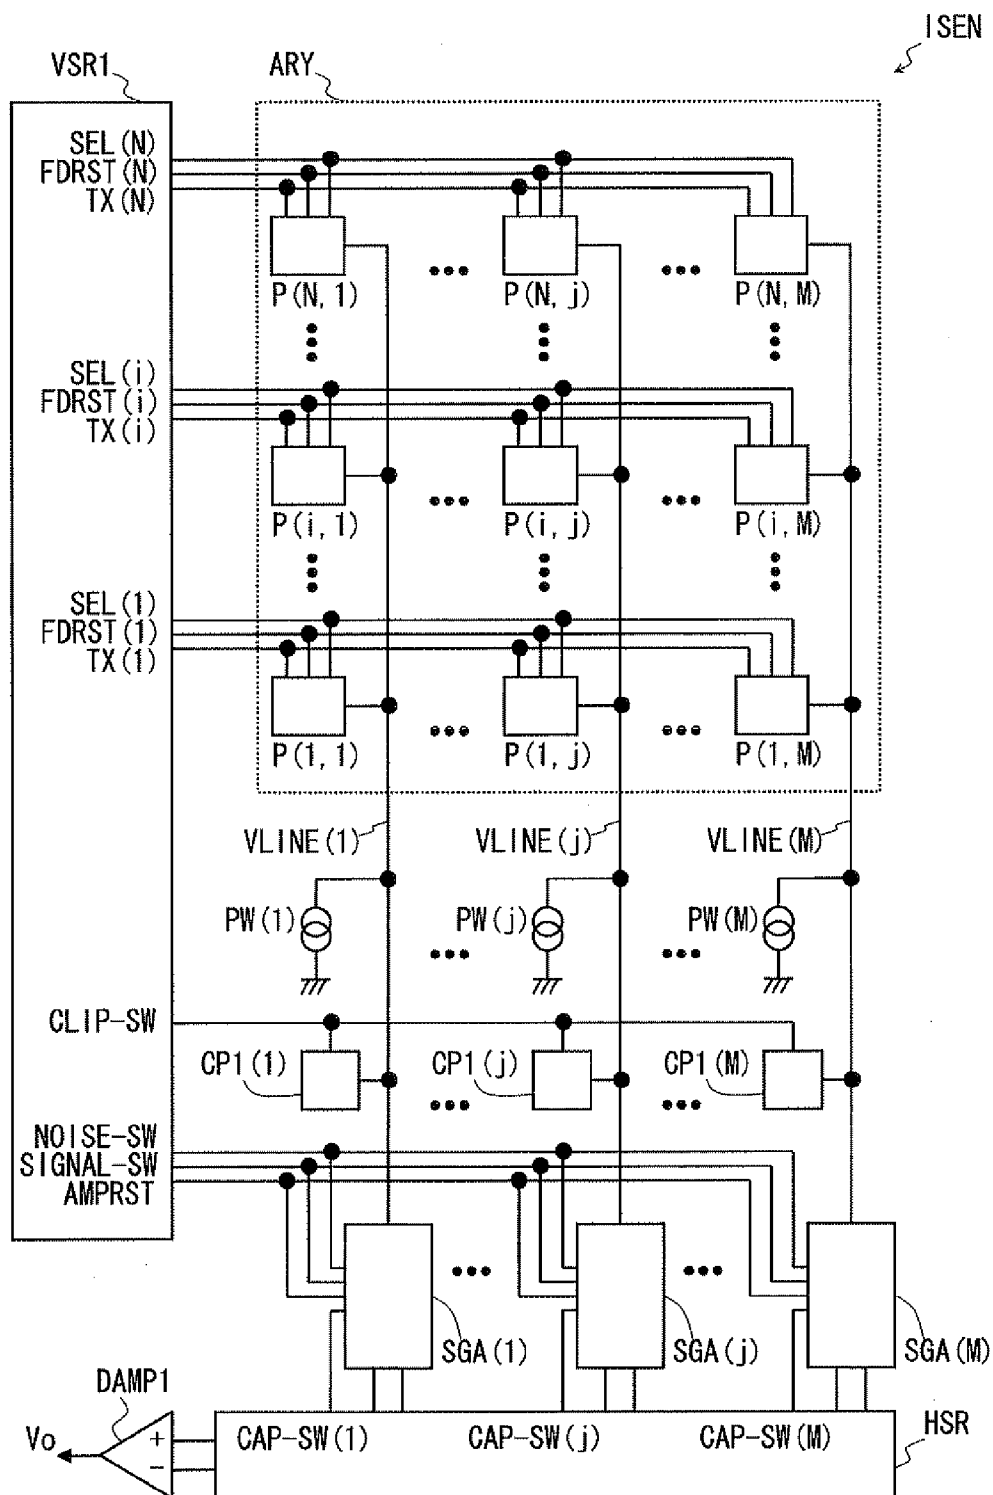 ISEN
VSR1
ARY
SEL(N)
FDRST(N)
TX(N)
P(N, 1)
P(N, j)
P(N, M)
SEL(i)
FDRST(i)
TX(i)
P(i, 1)
P(i, j)
P(i, M)
SEL(1)
FDRST(1)
TX(1)
P(1, 1)
P(1, j)
P(1, M)
VLINE(1)
VLINE(j)
VLINE(M)
PW(1)
PW(j)
PW(M)
CLIP-SW
CP1(1)
CP1(j)
CP1(M)
NOISE-SW
SIGNAL-SW
AMPRST
SGA(1)
SGA(j)
SGA(M)
DAMP1
Vo
+
−
CAP-SW(1)
CAP-SW(j)
CAP-SW(M)
HSR